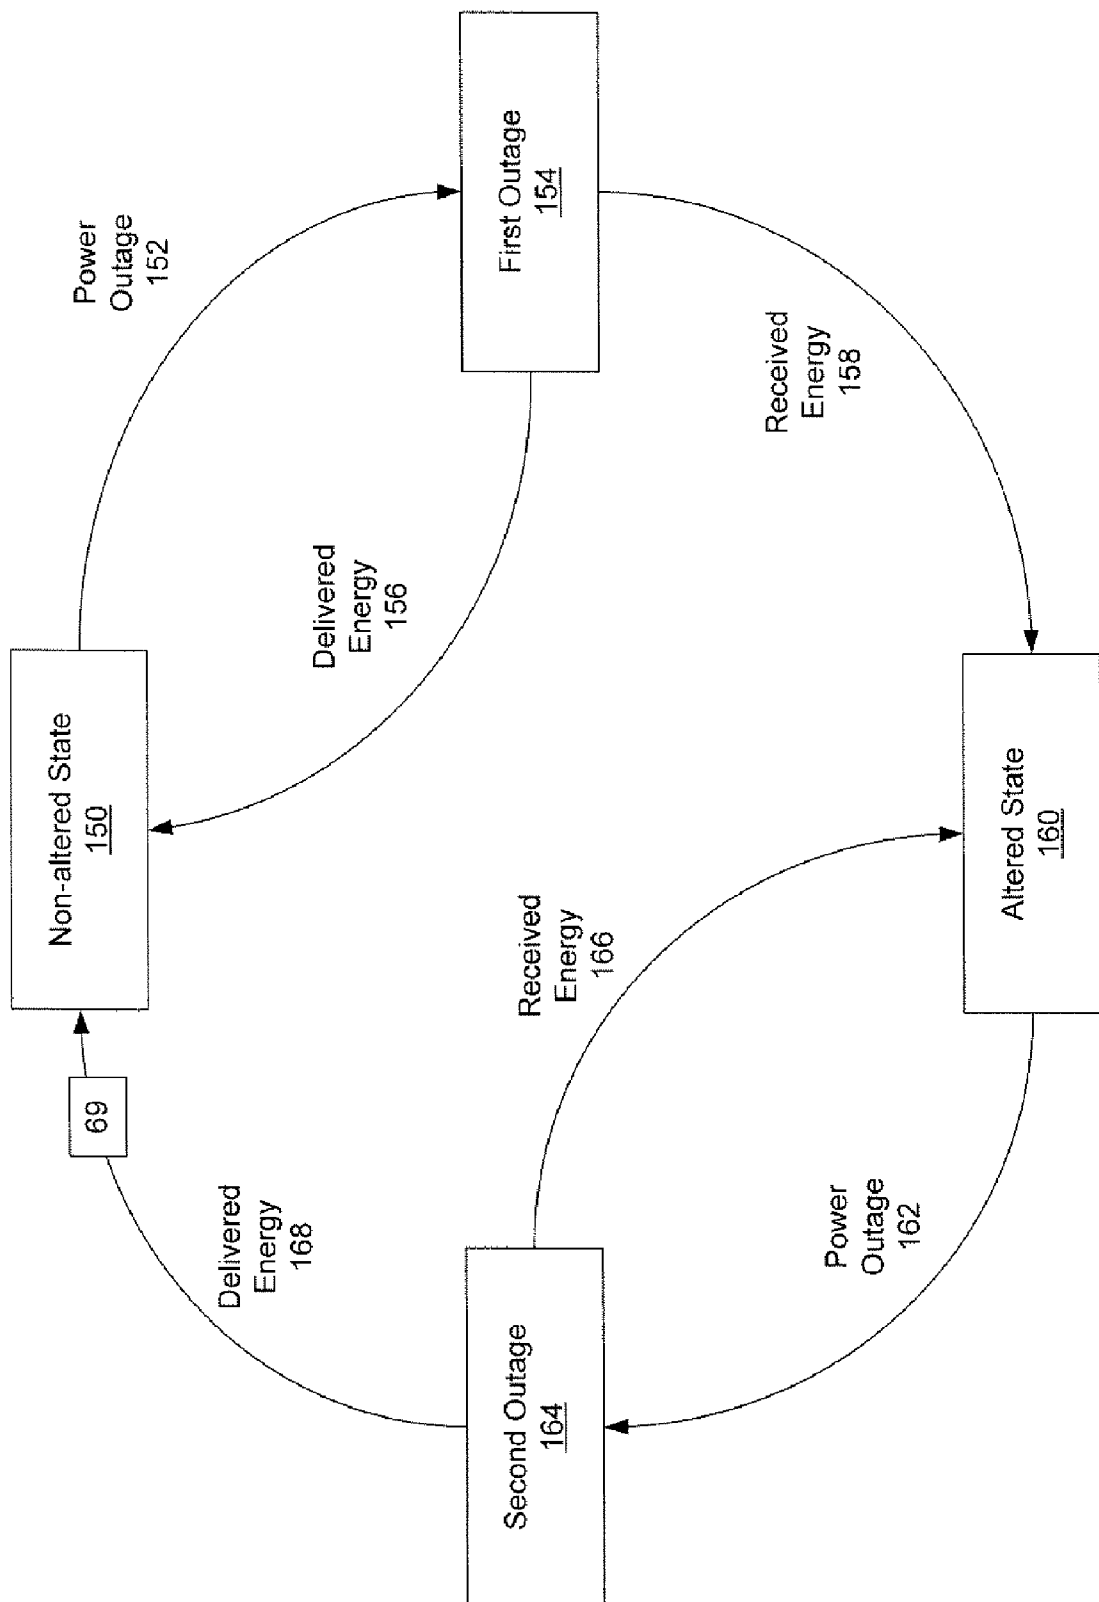 Non-altered State
150
Power
Outage
152
69
Delivered
Energy
168
Delivered
Energy
156
Second Outage
164
First Outage
154
Received
Energy
166
Received
Energy
158
Power
Outage
162
Altered State
160